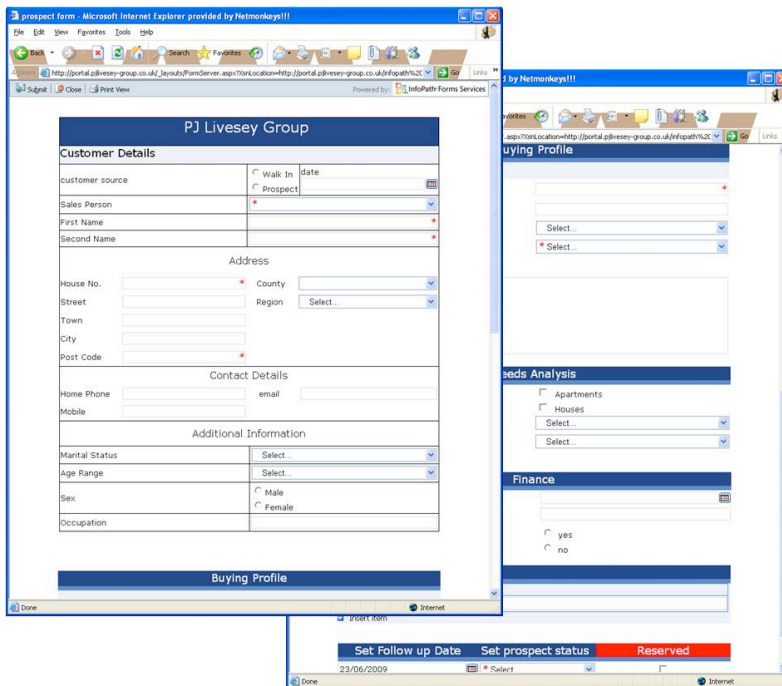 prospect form - Microsoft Internet Explorer provided by Netmonkeys!!!
File Edit View Favorites Tools Help
Back Search Favorites
http://portal.pjlivesey-group.co.uk/_layouts/FormServer.aspx?XsnLocation=http://portal.pjlivesey-group.co.uk/infopath%20 Go Links
Submit Close Print View Powered by: InfoPath Forms Services
PJ Livesey Group
Customer Details
customer source Walk In date
Prospect
Sales Person *
First Name *
Second Name *
Address
House No. * County
Street Region Select...
Town
City
Post Code *
Contact Details
Home Phone email
Mobile
Additional Information
Marital Status Select...
Age Range Select...
Sex Male
Female
Occupation
Buying Profile
Done Internet
d by Netmonkeys!!!
avorites
.aspx?XsnLocation=http://portal.pjlivesey-group.co.uk/infopath%20 Go Links
uying Profile
*
Select...
* Select...
eeds Analysis
Apartments
Houses
Select...
Select...
Finance
yes
no
Insert item
Set Follow up Date Set prospect status Reserved
23/06/2009 * Select
Done Internet